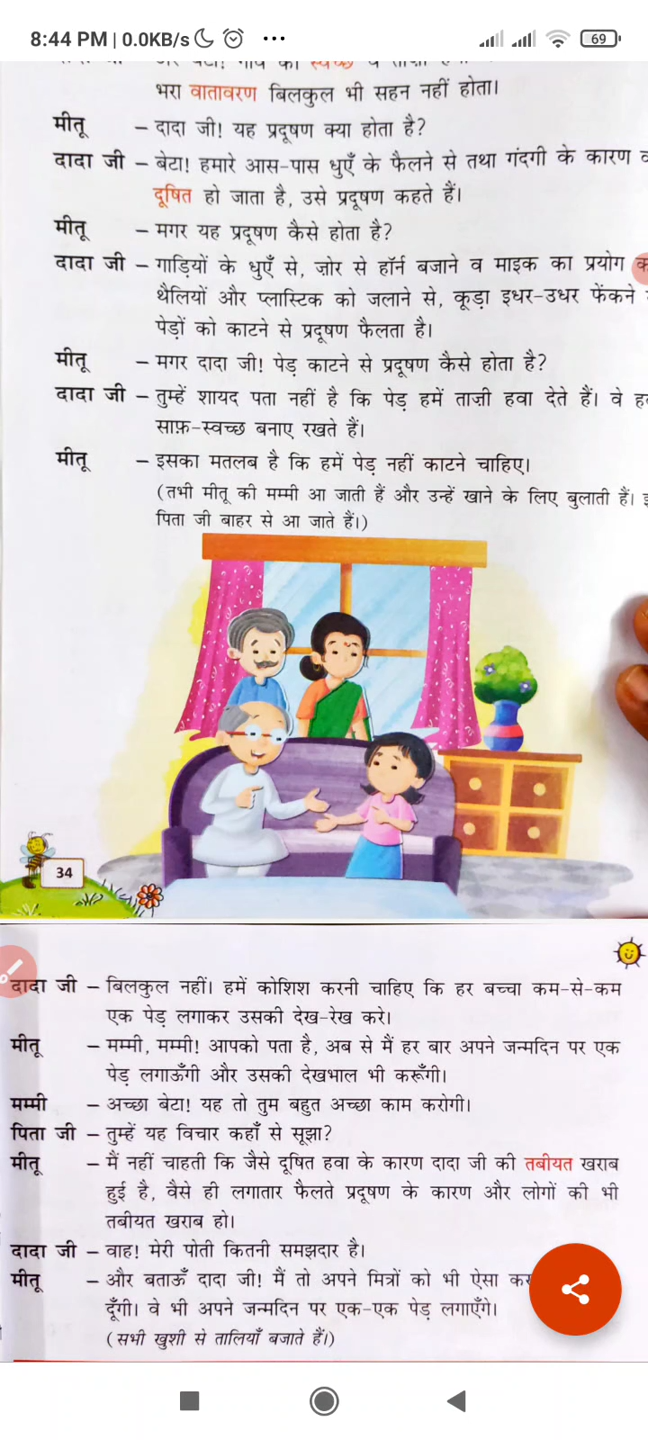 8:44 PM | 0.0KB/s
69
स्वच्छ
भरा वातावरण बिलकुल भी सहन नहीं होता।
मीतू – दादा जी! यह प्रदूषण क्या होता है?
दादा जी – बेटा! हमारे आस-पास धुएँ के फैलने से तथा गंदगी के कारण
दूषित हो जाता है, उसे प्रदूषण कहते हैं।
मीतू – मगर यह प्रदूषण कैसे होता है?
दादा जी – गाड़ियों के धुएँ से, ज़ोर से हॉर्न बजाने व माइक का प्रयोग
थैलियों और प्लास्टिक को जलाने से, कूड़ा इधर-उधर फेंकने
पेड़ों को काटने से प्रदूषण फैलता है।
मीतू – मगर दादा जी! पेड़ काटने से प्रदूषण कैसे होता है?
दादा जी – तुम्हें शायद पता नहीं है कि पेड़ हमें ताज़ी हवा देते हैं। वे
साफ़-स्वच्छ बनाए रखते हैं।
मीतू – इसका मतलब है कि हमें पेड़ नहीं काटने चाहिए।
(तभी मीतू की मम्मी आ जाती हैं और उन्हें खाने के लिए बुलाती हैं।
पिता जी बाहर से आ जाते हैं।)
34
दादा जी – बिलकुल नहीं। हमें कोशिश करनी चाहिए कि हर बच्चा कम-से-कम
एक पेड़ लगाकर उसकी देख-रेख करे।
मीतू – मम्मी, मम्मी! आपको पता है, अब से मैं हर बार अपने जन्मदिन पर एक
पेड़ लगाऊँगी और उसकी देखभाल भी करूँगी।
मम्मी – अच्छा बेटा! यह तो तुम बहुत अच्छा काम करोगी।
पिता जी – तुम्हें यह विचार कहाँ से सूझा?
मीतू – मैं नहीं चाहती कि जैसे दूषित हवा के कारण दादा जी की तबीयत खराब
हुई है, वैसे ही लगातार फैलते प्रदूषण के कारण और लोगों की भी
तबीयत खराब हो।
दादा जी – वाह! मेरी पोती कितनी समझदार है।
मीतू – और बताऊँ दादा जी! मैं तो अपने मित्रों को भी ऐसा
दूँगी। वे भी अपने जन्मदिन पर एक-एक पेड़ लगाएँगे।
(सभी खुशी से तालियाँ बजाते हैं।)